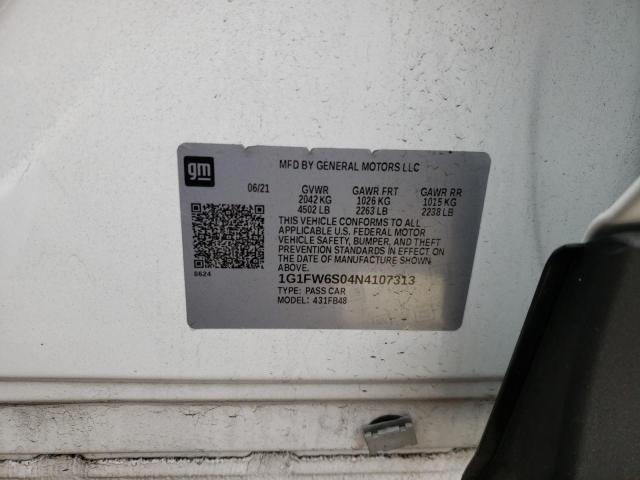 gm
MFD BY GENERAL MOTORS LLC
06/21 GVWR GAWR FRT GAWR RR
2042 KG 1026 KG 1015 KG
4502 LB 2263 LB 2238 LB
THIS VEHICLE CONFORMS TO ALL
APPLICABLE U.S. FEDERAL MOTOR
VEHICLE SAFETY, BUMPER, AND THEFT
PREVENTION STANDARDS IN EFFECT ON
THE DATE OF MANUFACTURE SHOWN
ABOVE.
8624
1G1FW6S04N4107313
TYPE: PASS CAR
MODEL: 431FB48